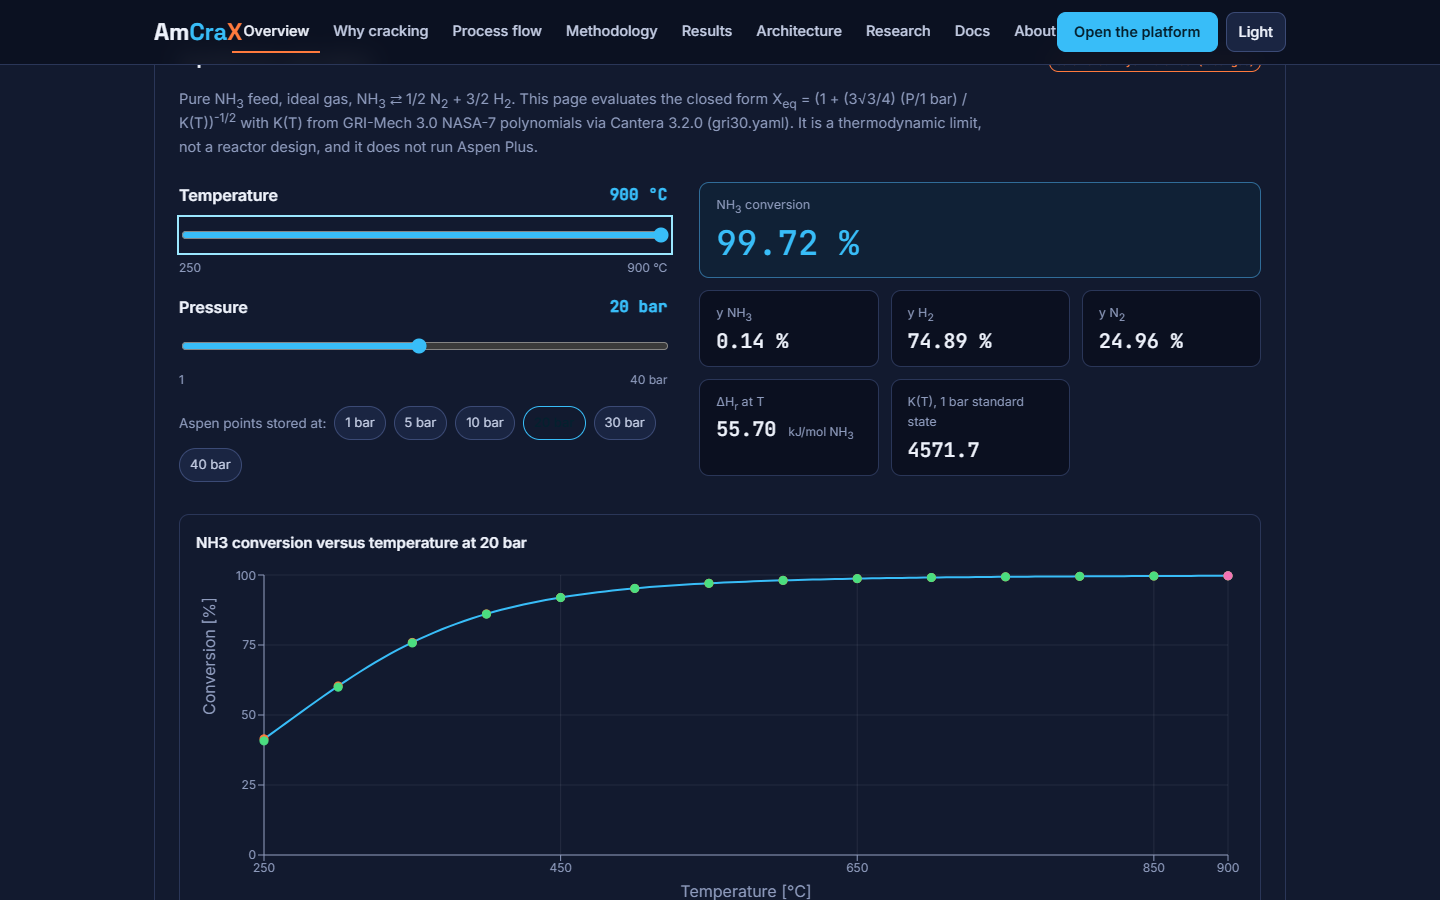 AmCraX Overview Why cracking Process flow Methodology Results Architecture Research Docs About Open the platform Light
Pure NH3 feed, ideal gas, NH3 ⇄ 1/2 N2 + 3/2 H2. This page evaluates the closed form Xeq = (1 + (3√3/4) (P/1 bar) /
K(T))-1/2 with K(T) from GRI-Mech 3.0 NASA-7 polynomials via Cantera 3.2.0 (gri30.yaml). It is a thermodynamic limit,
not a reactor design, and it does not run Aspen Plus.
Temperature 900 °C
250 900 °C
Pressure 20 bar
1 40 bar
Aspen points stored at: 1 bar 5 bar 10 bar 30 bar
40 bar
NH3 conversion
99.72 %
y NH3
0.14 %
y H2
74.89 %
y N2
24.96 %
ΔHr at T
55.70 kJ/mol NH3
K(T), 1 bar standard
state
4571.7
NH3 conversion versus temperature at 20 bar
Conversion [%]
100
75
50
25
0
250 450 650 850 900
Temperature [°C]